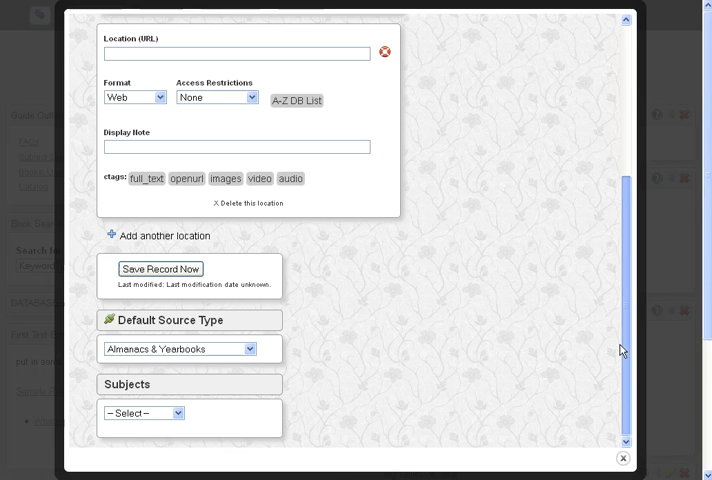 Location (URL)
Format Access Restrictions
Web None A-Z DB List
Display Note
ctags: full_text openurl images video audio
X Delete this location
Add another location
Save Record Now
Last modified: Last modification date unknown.
Default Source Type
Almanacs & Yearbooks
Subjects
-- Select --
X